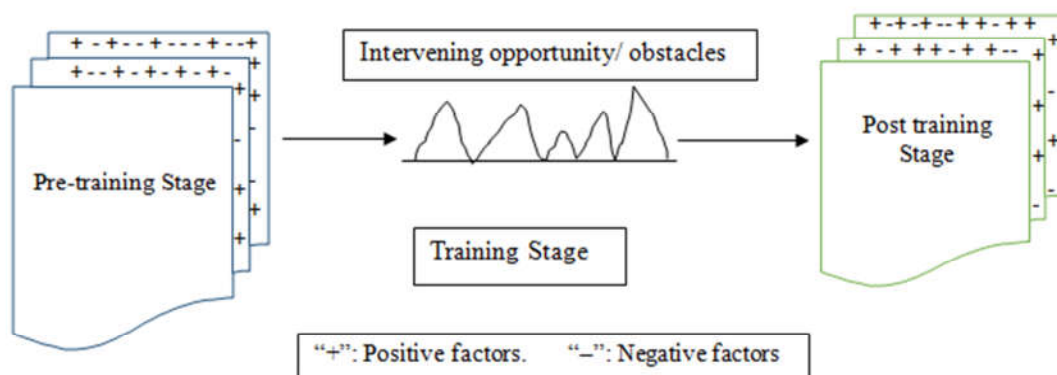 + - + - - + - - - - + - - +
+ - - + - + - + - + -
Pre-training Stage
Intervening opportunity/ obstacles
Training Stage
+ - + - + -- + + - + +
+ - + + + - + + --
Post training
Stage
“+”: Positive factors. “–”: Negative factors